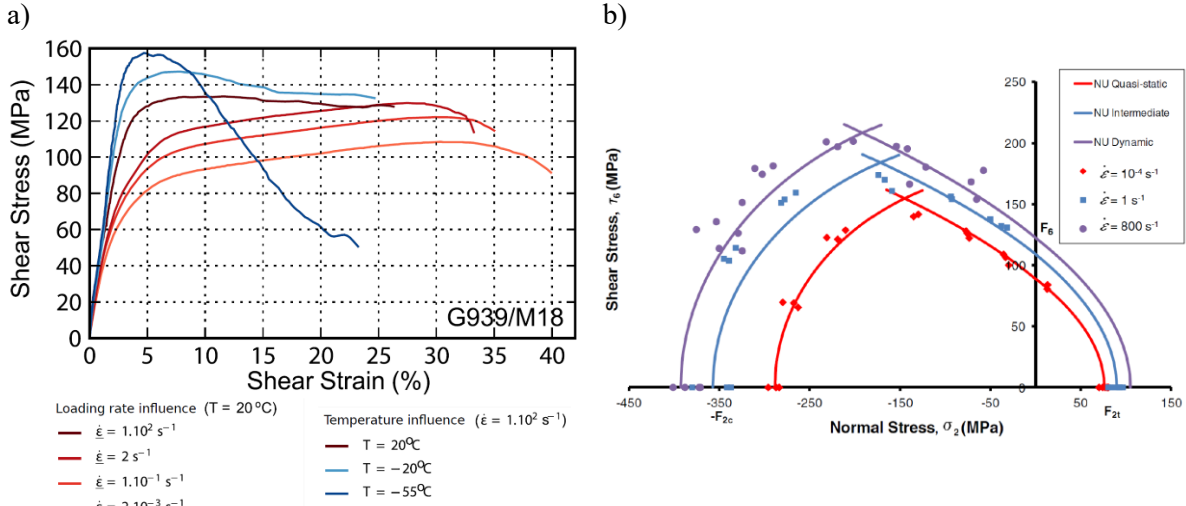 a)
160
140
120
100
80
60
40
20
0
Shear Stress (MPa)
G939/M18
0 5 10 15 20 25 30 35 40
Shear Strain (%)
Loading rate influence (T = 20°C)
ε̇ = 1.10² s⁻¹
ε̇ = 2 s⁻¹
ε̇ = 1.10⁻¹ s⁻¹
ε̇ = 2.10⁻³ s⁻¹
Temperature influence (ε̇ = 1.10² s⁻¹)
T = 20°C
T = −20°C
T = −55°C
b)
250
200
150
100
50
0
Shear Stress, τ₆ (MPa)
F₆
NU Quasi-static
NU Intermediate
NU Dynamic
ε̇ = 10⁻⁴ s⁻¹
ε̇ = 1 s⁻¹
ε̇ = 800 s⁻¹
-450 -350 -250 -150 -50 50 150
-F₂c F₂t
Normal Stress, σ₂ (MPa)